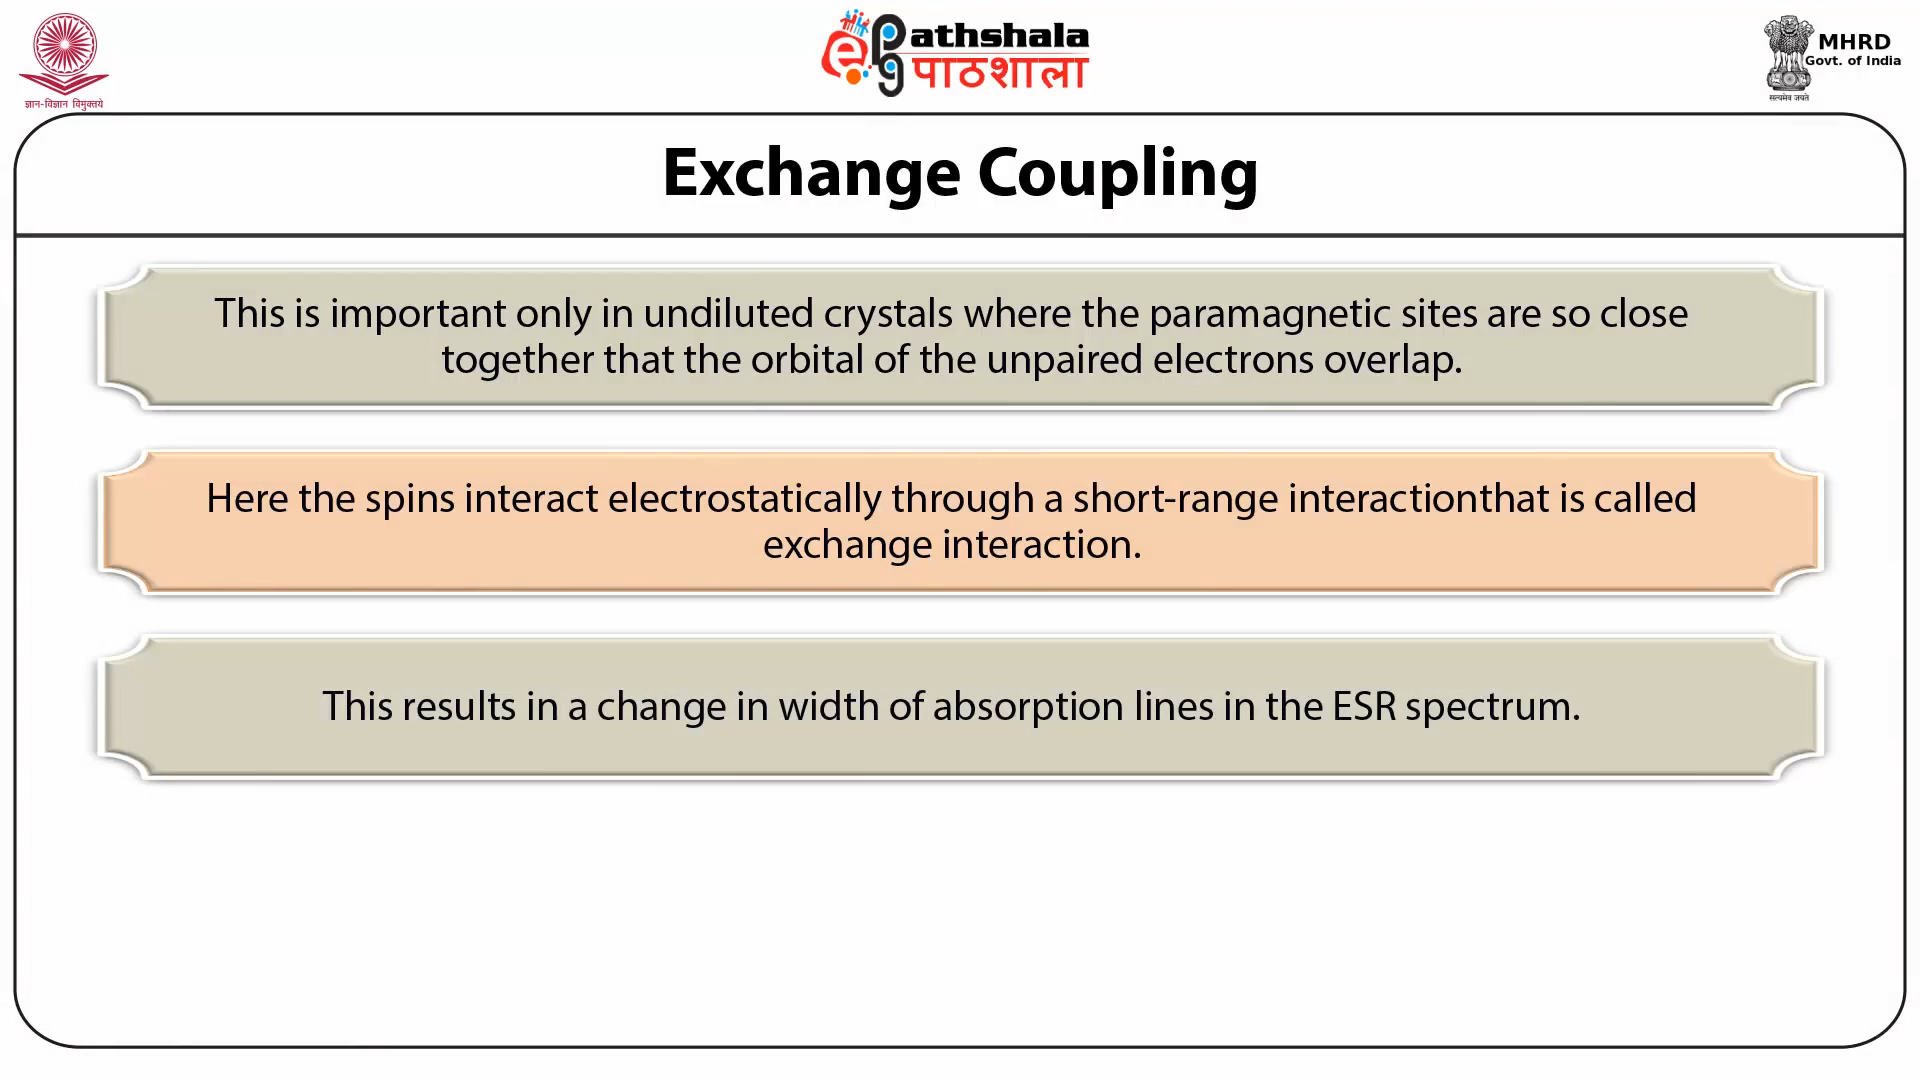 ज्ञान-विज्ञान विमुक्तये
ePathshala
पाठशाला
MHRD
Govt. of India
सत्यमेव जयते
Exchange Coupling
This is important only in undiluted crystals where the paramagnetic sites are so close
together that the orbital of the unpaired electrons overlap.
Here the spins interact electrostatically through a short-range interactionthat is called
exchange interaction.
This results in a change in width of absorption lines in the ESR spectrum.